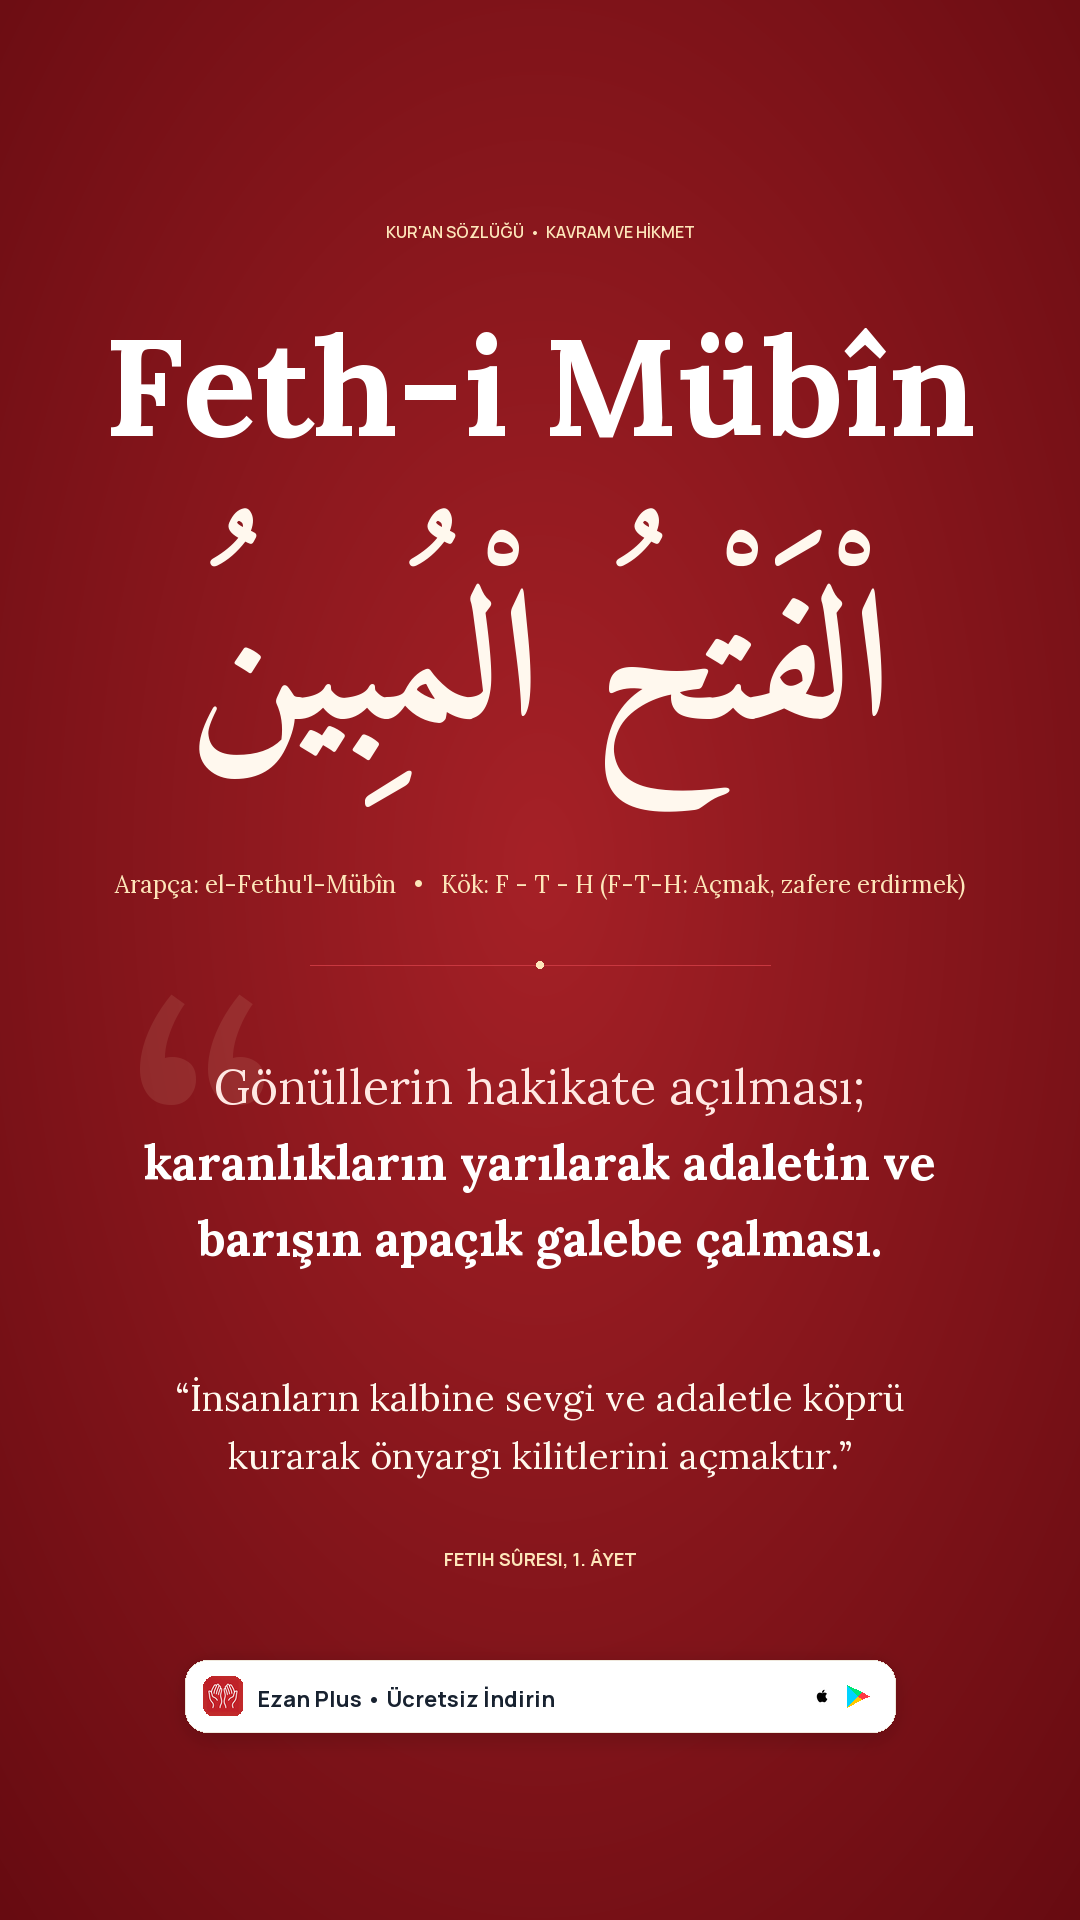 KUR'AN SÖZLÜĞÜ • KAVRAM VE HİKMET
Feth-i Mübîn
اَلْفَتْحُ الْمُبِينُ
Arapça: el-Fethu'l-Mübîn • Kök: F - T - H (F-T-H: Açmak, zafere erdirmek)
Gönüllerin hakikate açılması;
karanlıkların yarılarak adaletin ve
barışın apaçık galebe çalması.
“İnsanların kalbine sevgi ve adaletle köprü
kurarak önyargı kilitlerini açmaktır.”
FETIH SÛRESI, 1. ÂYET
Ezan Plus • Ücretsiz İndirin